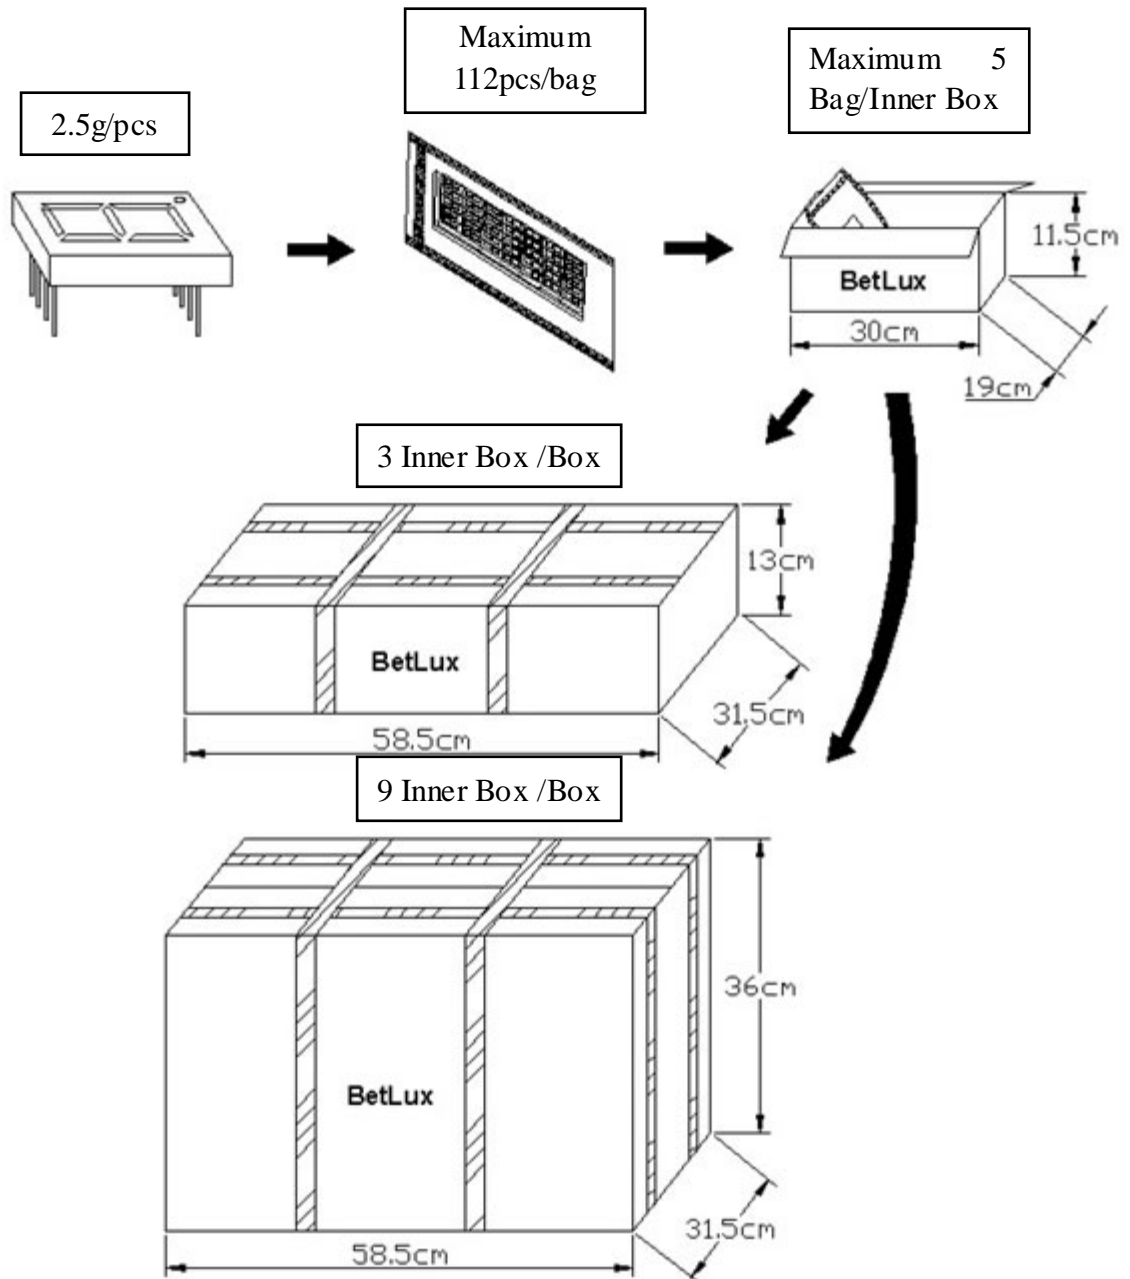 Maximum
112pcs/bag
Maximum 5
Bag/Inner Box
2.5g/pcs
11.5cm
BetLux
30cm
19cm
3 Inner Box /Box
13cm
BetLux
31.5cm
58.5cm
9 Inner Box /Box
36cm
BetLux
31.5cm
58.5cm